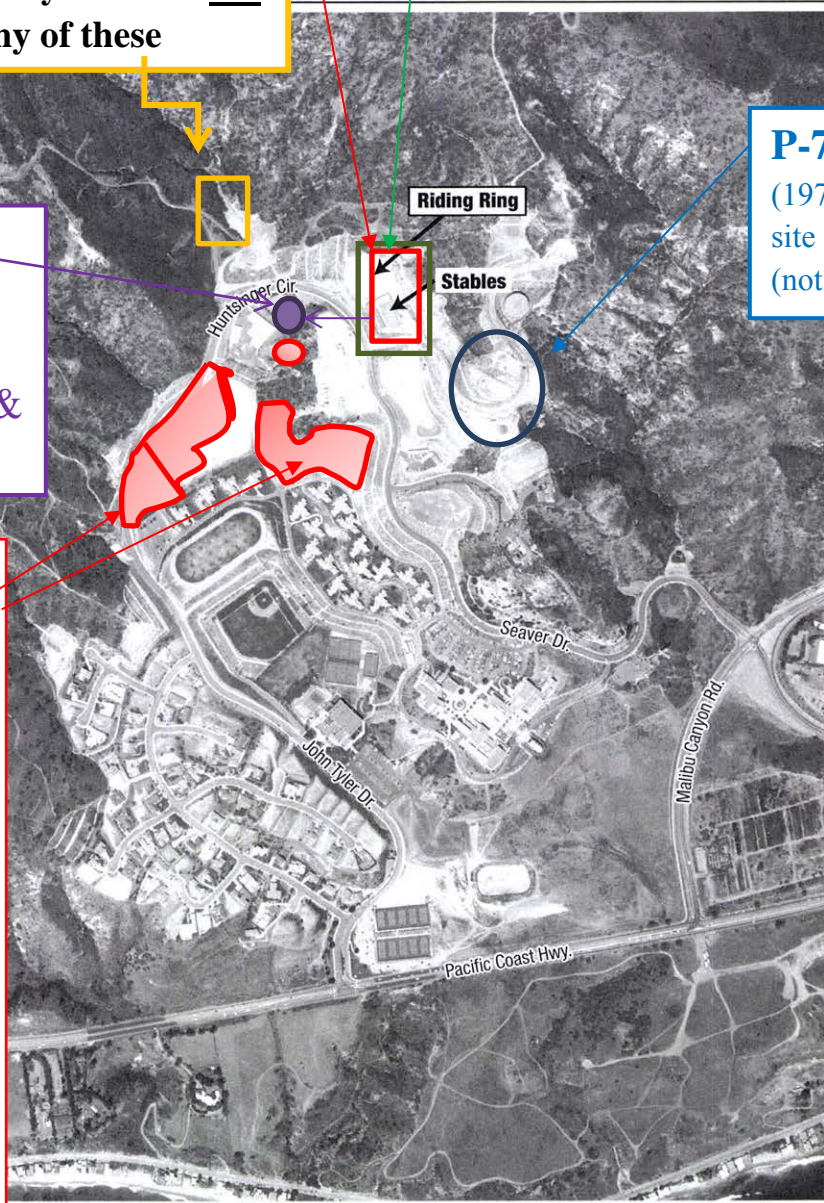 ny of these
P-7
(197
site
(not
&
Riding Ring
Stables
Huntsinger Cir.
Seaver Dr.
Malibu Canyon Rd.
John Tyler Dr.
Pacific Coast Hwy.